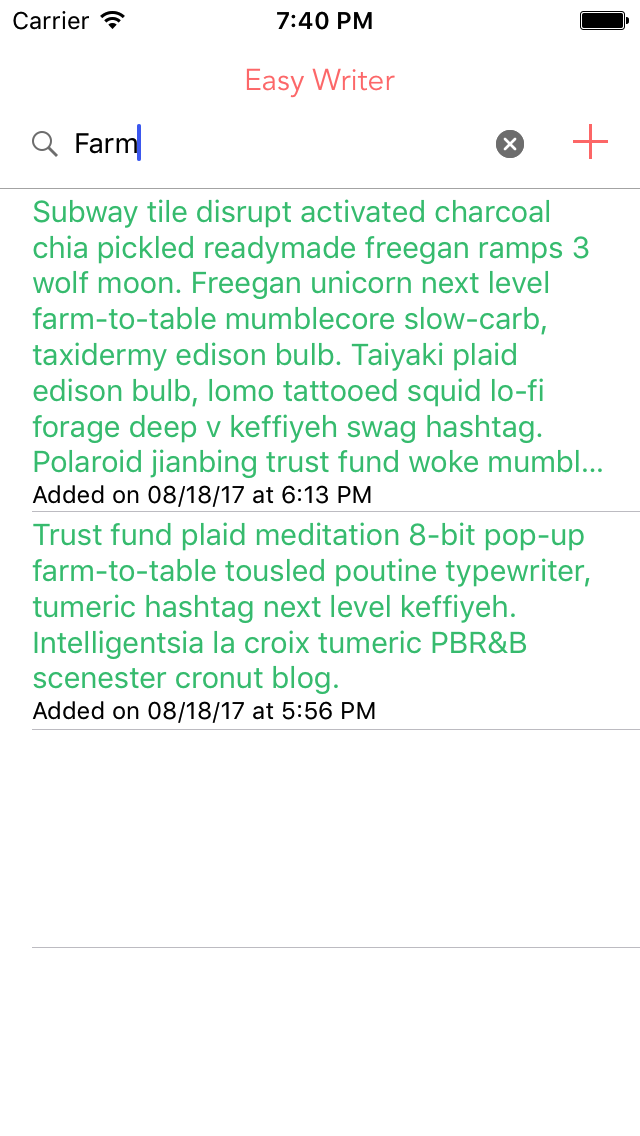 Carrier 7:40 PM
Easy Writer
Farm
Subway tile disrupt activated charcoal
chia pickled readymade freegan ramps 3
wolf moon. Freegan unicorn next level
farm-to-table mumblecore slow-carb,
taxidermy edison bulb. Taiyaki plaid
edison bulb, lomo tattooed squid lo-fi
forage deep v keffiyeh swag hashtag.
Polaroid jianbing trust fund woke mumbl...
Added on 08/18/17 at 6:13 PM
Trust fund plaid meditation 8-bit pop-up
farm-to-table tousled poutine typewriter,
tumeric hashtag next level keffiyeh.
Intelligentsia la croix tumeric PBR&B
scenester cronut blog.
Added on 08/18/17 at 5:56 PM